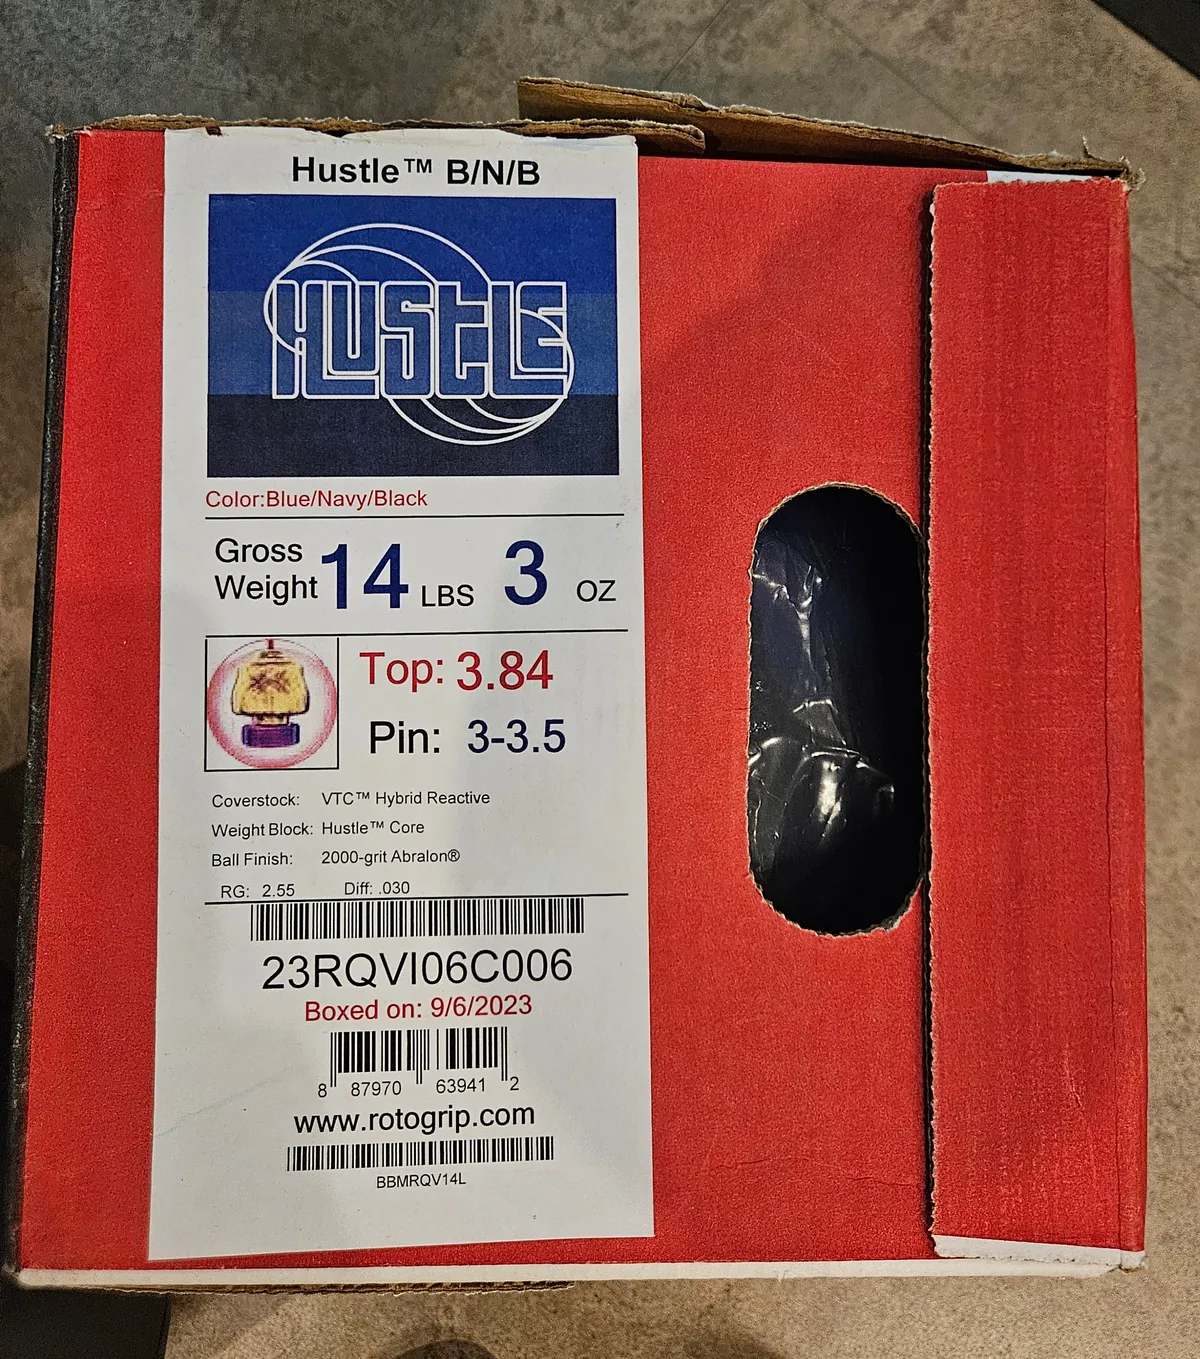 Hustle™ B/N/B
HUSTLE
Color:Blue/Navy/Black
Gross Weight 14 LBS 3 OZ
Top: 3.84
Pin: 3-3.5
Coverstock: VTC™ Hybrid Reactive
Weight Block: Hustle™ Core
Ball Finish: 2000-grit Abralon®
RG: 2.55 Diff: .030
23RQVI06C006
Boxed on: 9/6/2023
8 87970 63941 2
www.rotogrip.com
BBMRQV14L